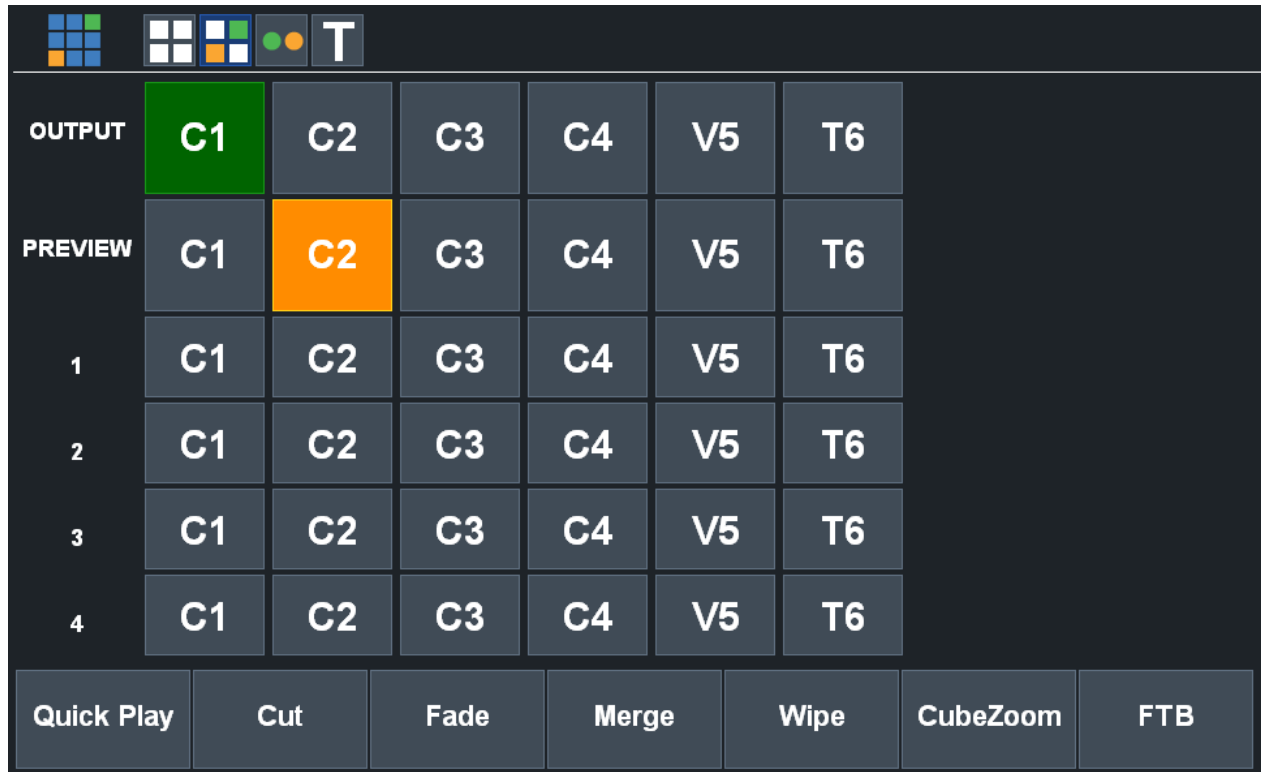 T
OUTPUT C1 C2 C3 C4 V5 T6
PREVIEW C1 C2 C3 C4 V5 T6
1 C1 C2 C3 C4 V5 T6
2 C1 C2 C3 C4 V5 T6
3 C1 C2 C3 C4 V5 T6
4 C1 C2 C3 C4 V5 T6
Quick Play Cut Fade Merge Wipe CubeZoom FTB